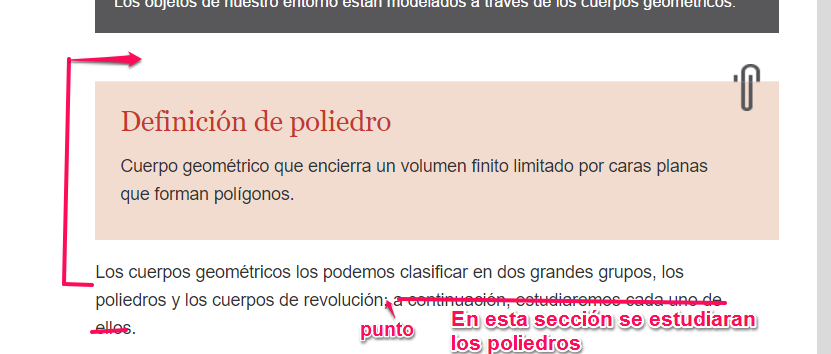 Los objetos de nuestro entorno están modelados a través de los cuerpos geométricos.
Definición de poliedro
Cuerpo geométrico que encierra un volumen finito limitado por caras planas
que forman polígonos.
Los cuerpos geométricos los podemos clasificar en dos grandes grupos, los
poliedros y los cuerpos de revolución; a continuación, estudiaremos cada uno de
ellos.
punto
En esta sección se estudiaran
los poliedros